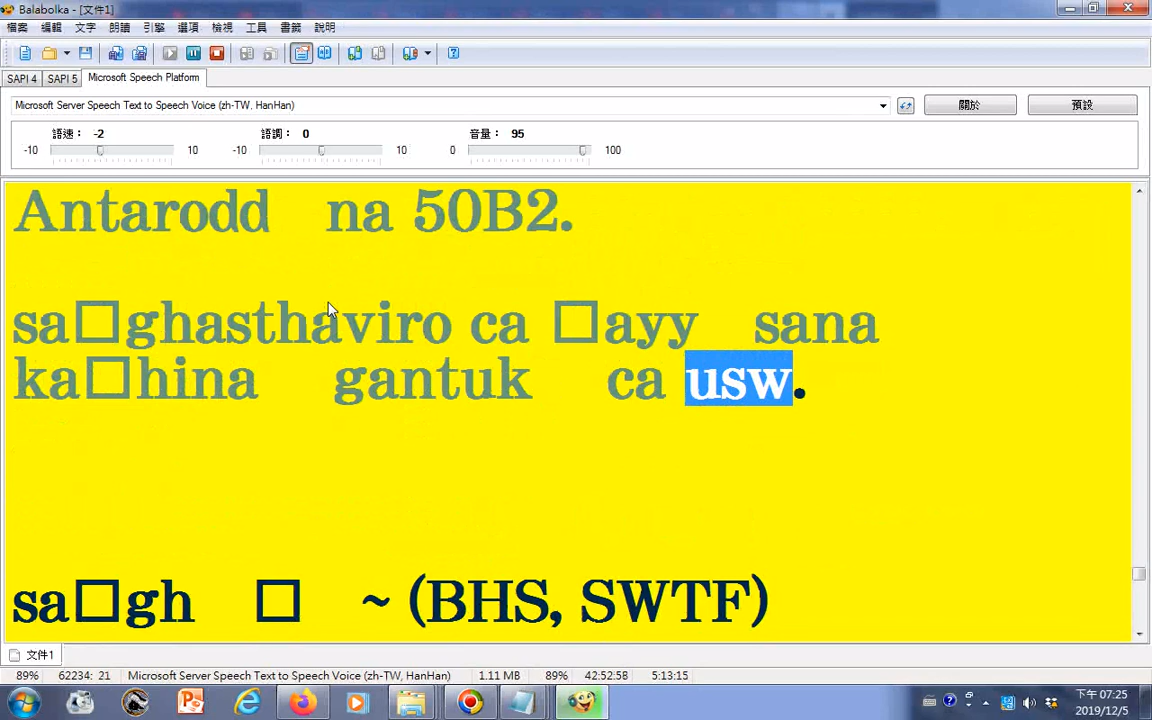 Balabolka - [文件1]
檔案 編輯 文字 朗讀 引擎 選項 檢視 工具 書籤 說明
SAPI 4 SAPI 5 Microsoft Speech Platform
Microsoft Server Speech Text to Speech Voice (zh-TW, HanHan) 關於 預設
語速： -2 語調： 0 音量： 95
-10 10 -10 10 0 100
Antarodd na 50B2.
sa□ghasthaviro ca □ayy sana
ka□hina gantuk ca usw.
sa□gh □ ~ (BHS, SWTF)
文件1
89% 62234: 21 Microsoft Server Speech Text to Speech Voice (zh-TW, HanHan) 1.11 MB 89% 42:52:58 5:13:15
下午 07:25
2019/12/5